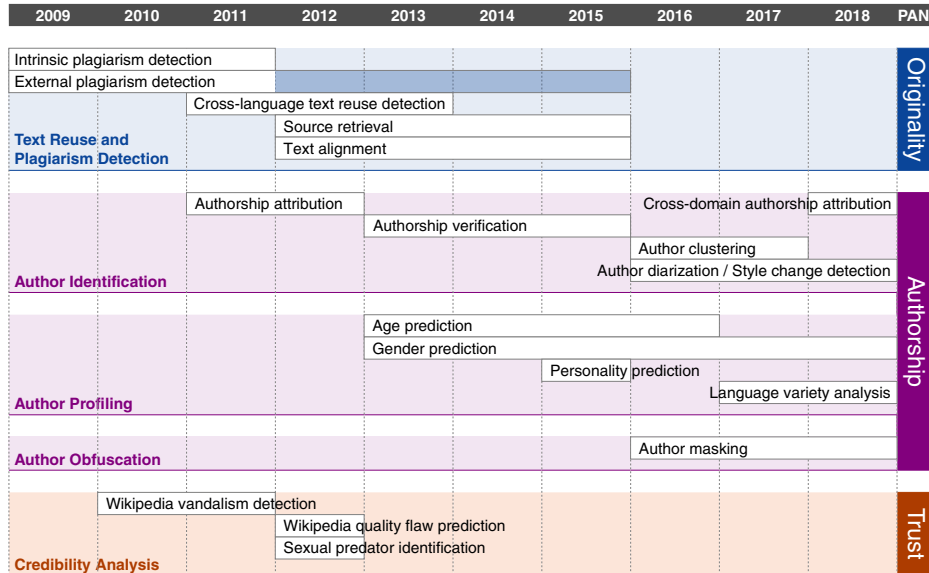 2009 2010 2011 2012 2013 2014 2015 2016 2017 2018 PAN
Intrinsic plagiarism detection
External plagiarism detection
Cross-language text reuse detection
Source retrieval
Text alignment
Text Reuse and
Plagiarism Detection
Originality
Authorship attribution
Cross-domain authorship attribution
Authorship verification
Author clustering
Author diarization / Style change detection
Author Identification
Age prediction
Gender prediction
Personality prediction
Language variety analysis
Author Profiling
Author masking
Author Obfuscation
Authorship
Wikipedia vandalism detection
Wikipedia quality flaw prediction
Sexual predator identification
Credibility Analysis
Trust